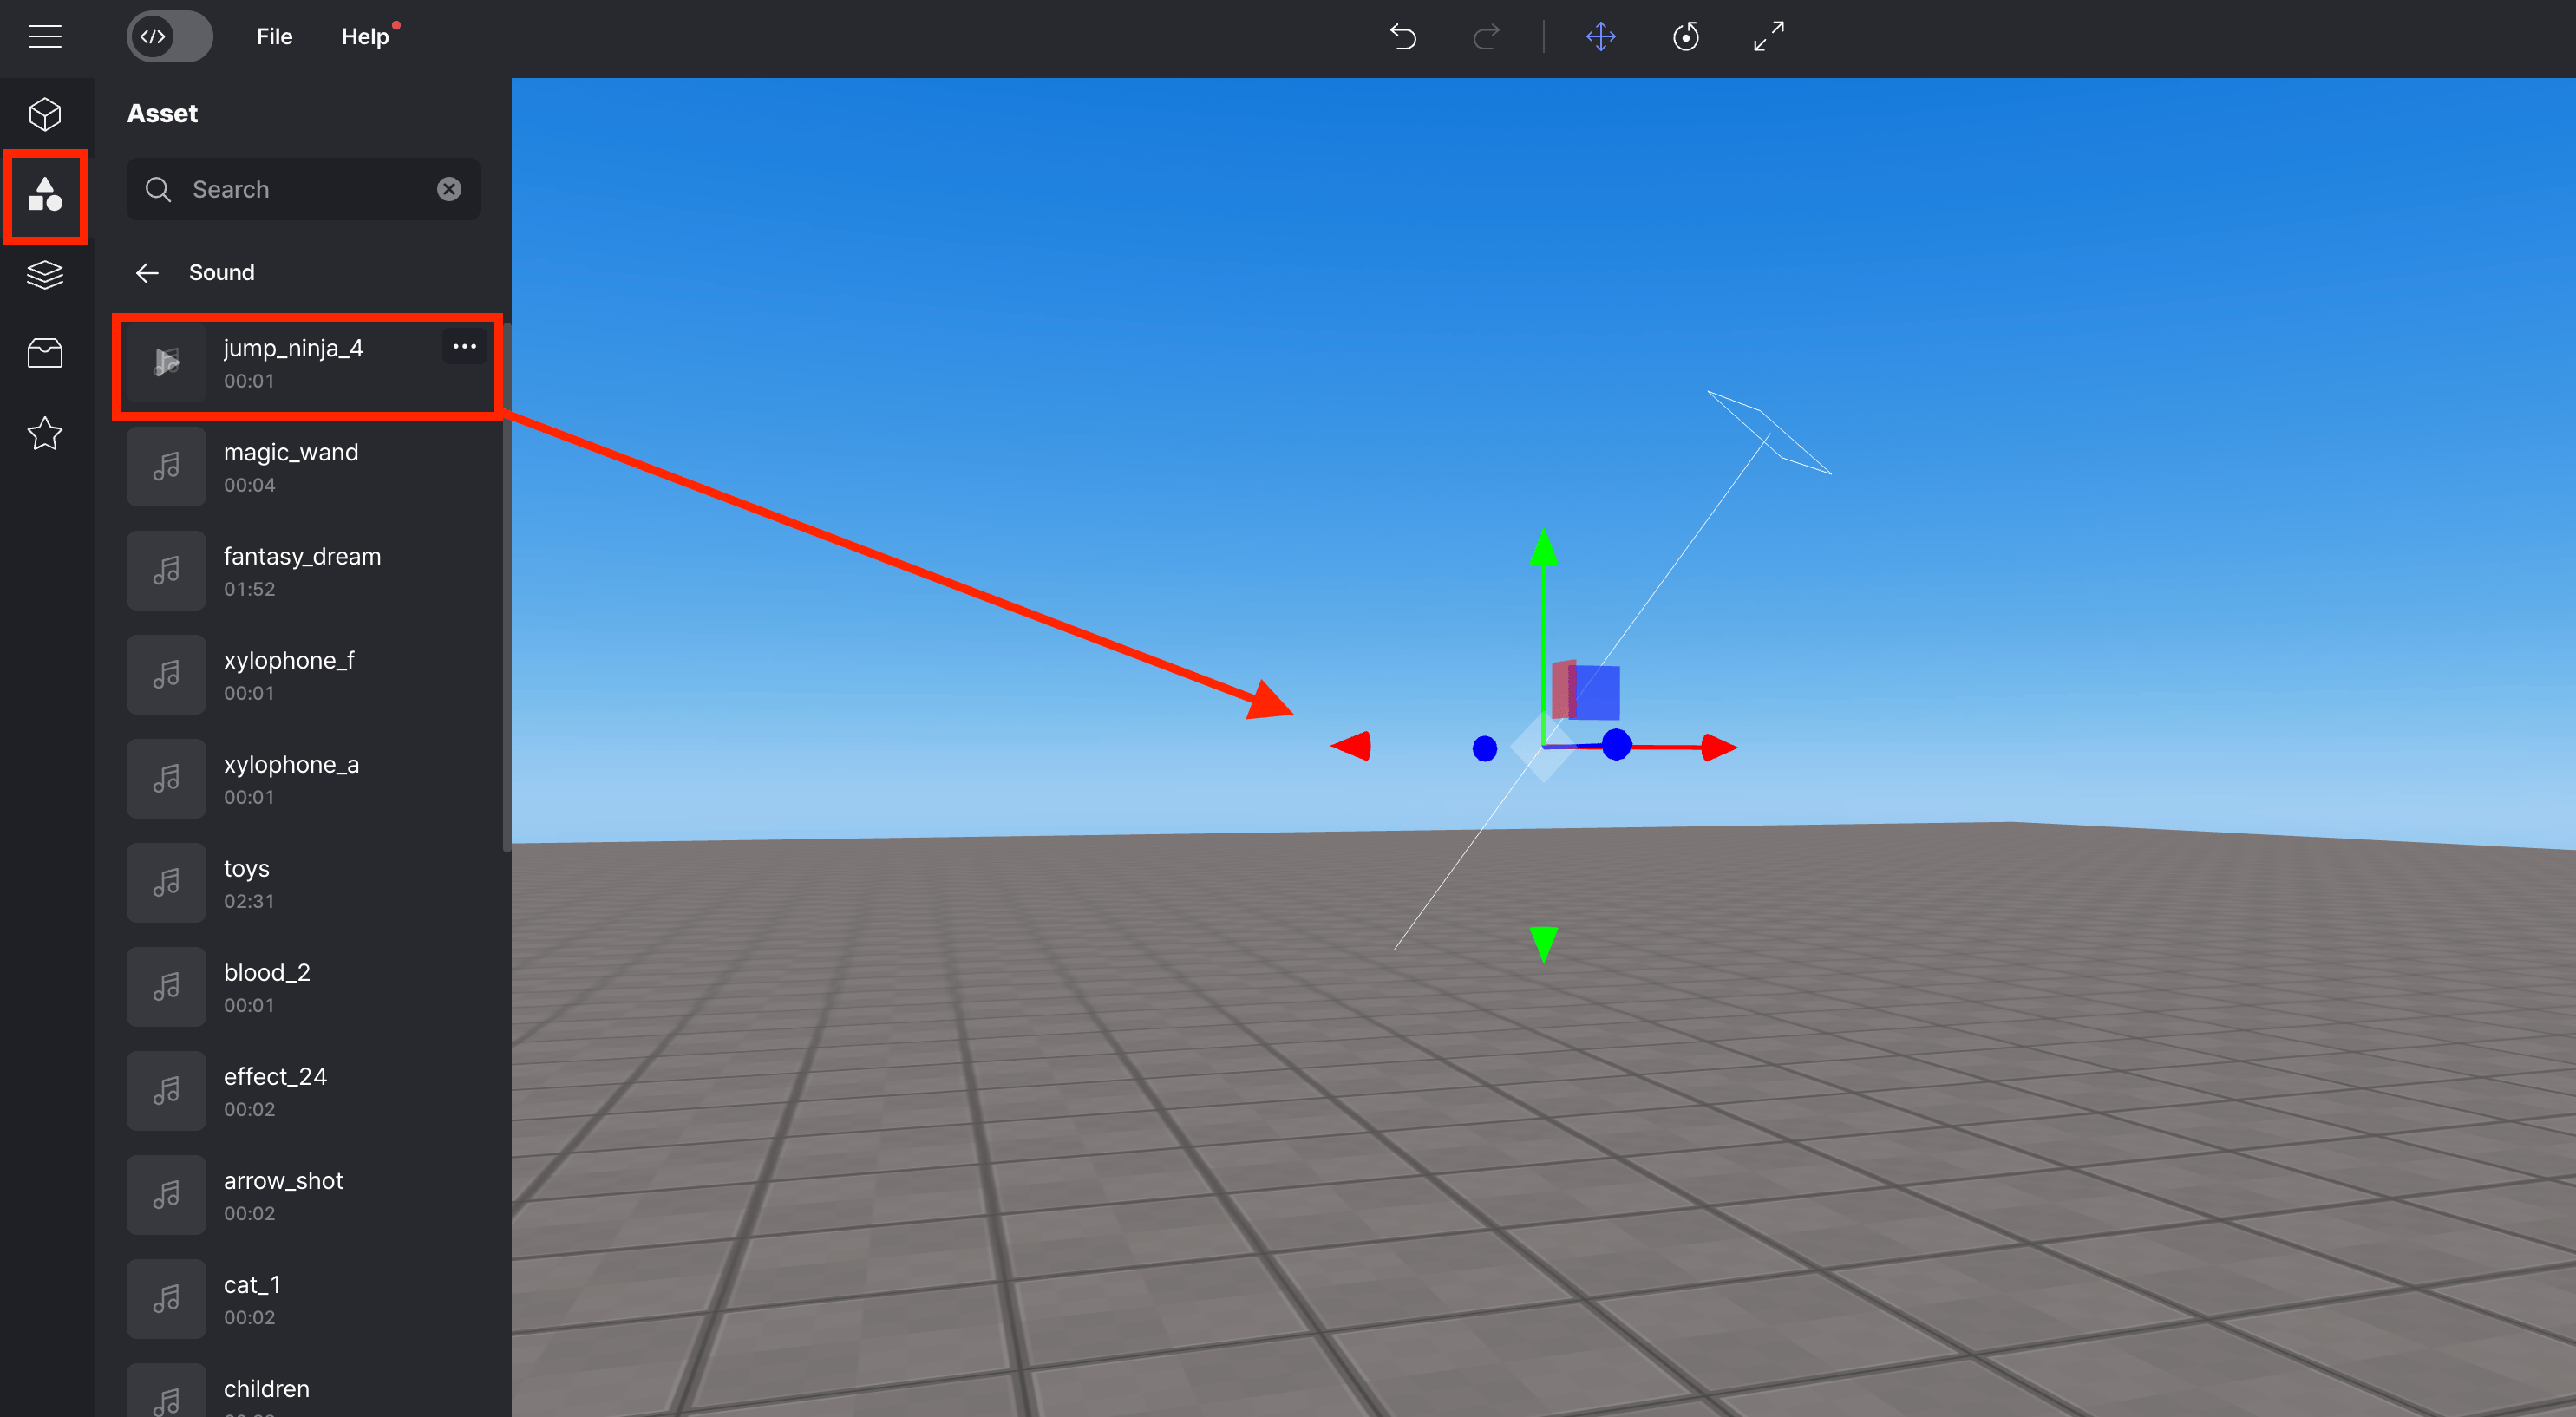 File Help
Asset
Search
Sound
jump_ninja_4
00:01
magic_wand
00:04
fantasy_dream
01:52
xylophone_f
00:01
xylophone_a
00:01
toys
02:31
blood_2
00:01
effect_24
00:02
arrow_shot
00:02
cat_1
00:02
children